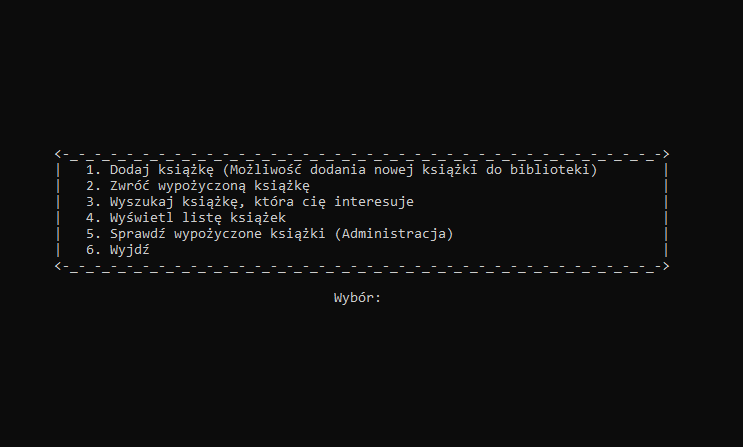 <-_-_-_-_-_-_-_-_-_-_-_-_-_-_-_-_-_-_-_-_-_-_-_-_-_-_-_-_-_-_-_-_-_-_-_-_-_->
|   1. Dodaj książkę (Możliwość dodania nowej książki do biblioteki)        |
|   2. Zwróć wypożyczoną książkę                                            |
|   3. Wyszukaj książkę, która cię interesuje                               |
|   4. Wyświetl listę książek                                               |
|   5. Sprawdź wypożyczone książki (Administracja)                          |
|   6. Wyjdź                                                                |
<-_-_-_-_-_-_-_-_-_-_-_-_-_-_-_-_-_-_-_-_-_-_-_-_-_-_-_-_-_-_-_-_-_-_-_-_-_->
Wybór: